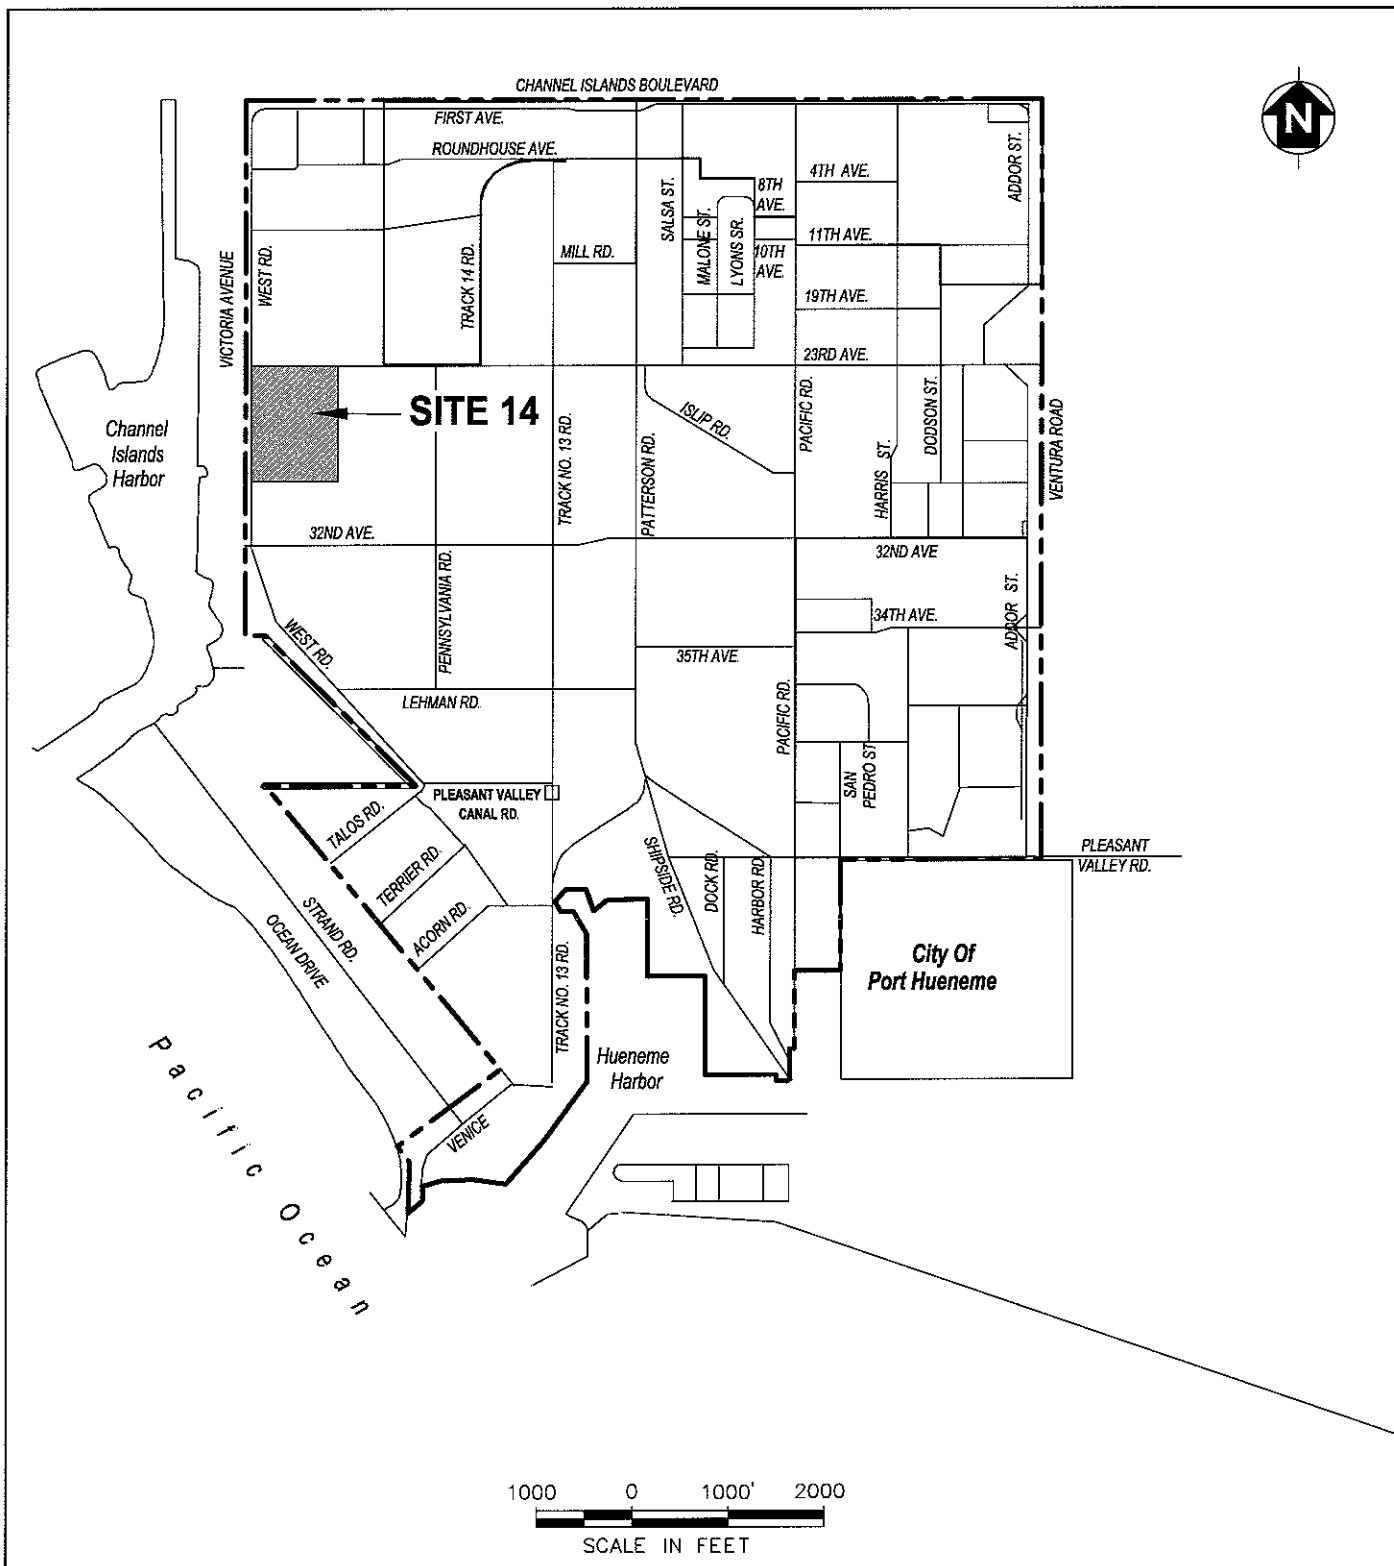 CHANNEL ISLANDS BOULEVARD
N
FIRST AVE.
ROUNDHOUSE AVE.
VICTORIA AVENUE
WEST RD.
TRACK 14 RD.
MILL RD.
SALSA ST.
MALONE ST.
LYONS SR.
8TH
AVE.
10TH
AVE.
4TH AVE.
11TH AVE.
19TH AVE.
23RD AVE.
ADDOR ST.
SITE 14
Channel
Islands
Harbor
TRACK NO. 13 RD.
PATTERSON RD.
ISLIP RD.
PACIFIC RD.
HARRIS ST.
DODSON ST.
VENTURA ROAD
32ND AVE.
32ND AVE
PENNSYLVANIA RD.
WEST RD.
LEHMAN RD.
35TH AVE.
34TH AVE.
ADDOR ST.
PACIFIC RD.
SAN
PEDRO ST
PLEASANT VALLEY
CANAL RD.
TALOS RD.
TERRIER RD.
ACORN RD.
STRAND RD.
OCEAN DRIVE
SHIPSIDE RD.
DOCK RD.
HARBOR RD.
PLEASANT
VALLEY RD.
City Of
Port Hueneme
TRACK NO. 13 RD.
Hueneme
Harbor
VENICE
Pacific Ocean
1000 0 1000' 2000
SCALE IN FEET